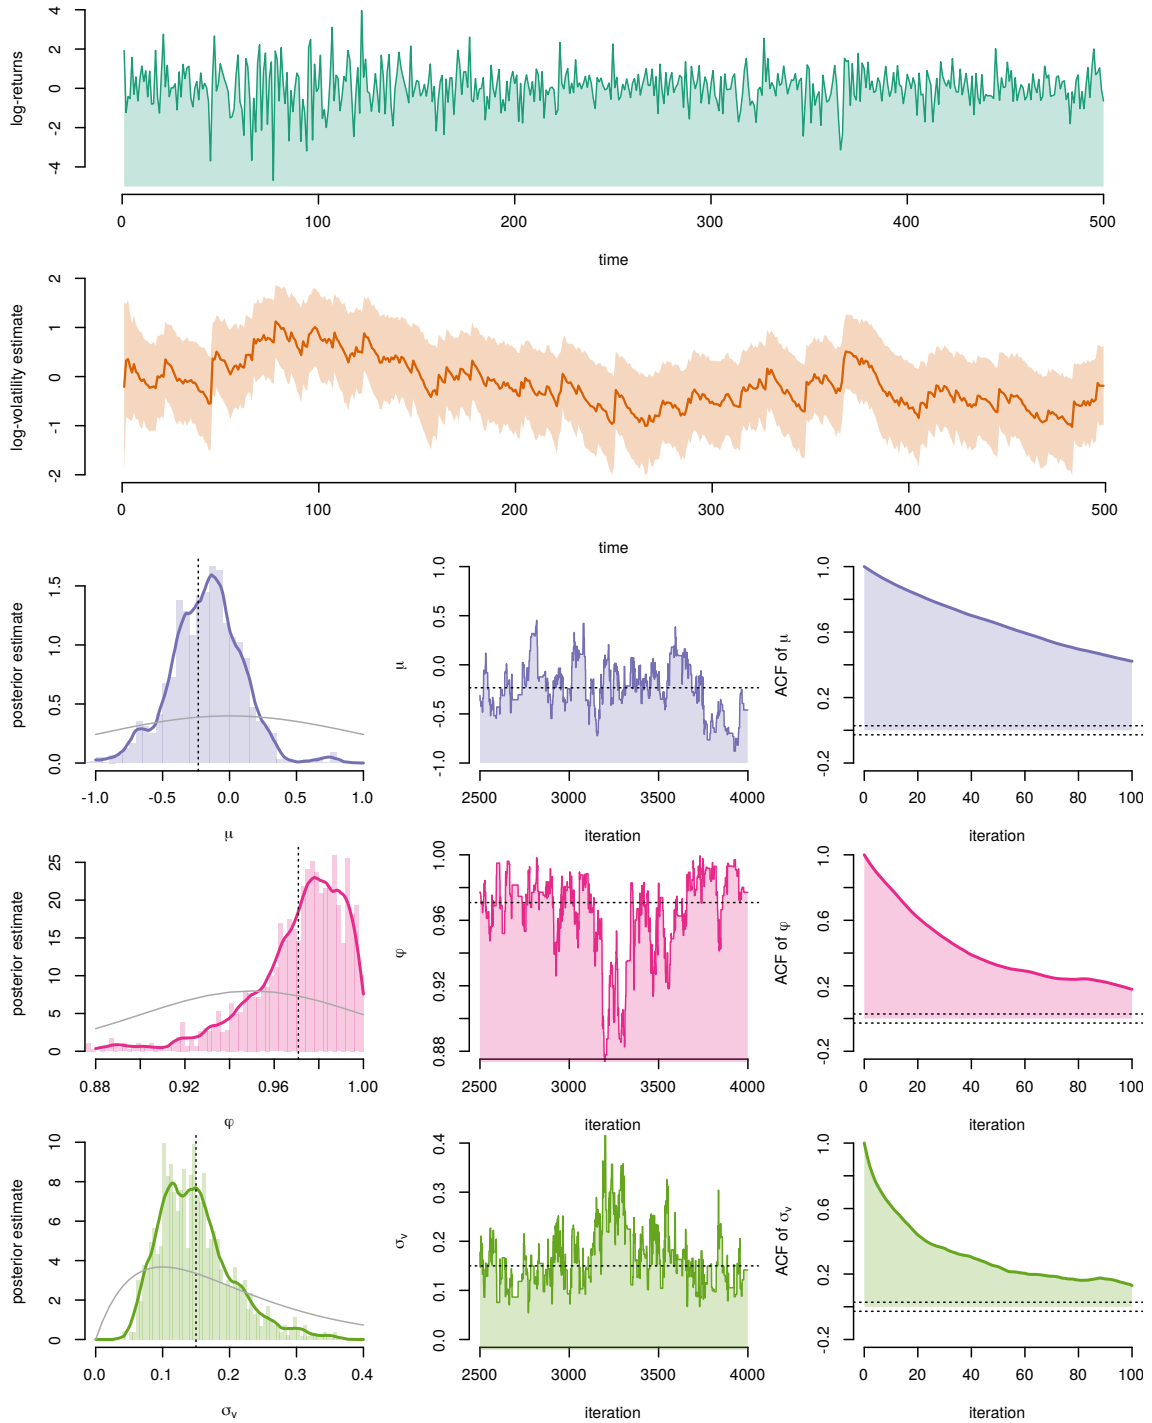 log-returns
4
2
0
-2
-4
0 100 200 300 400 500
time
log-volatility estimate
2
1
0
-1
-2
0 100 200 300 400 500
time
posterior estimate
1.5
1.0
0.5
0.0
-1.0 -0.5 0.0 0.5 1.0
μ
μ
1.0
0.5
0.0
-0.5
-1.0
2500 3000 3500 4000
iteration
ACF of μ
1.0
0.6
0.2
-0.2
0 20 40 60 80 100
iteration
posterior estimate
25
20
15
10
5
0
0.88 0.92 0.96 1.00
φ
φ
1.00
0.96
0.92
0.88
2500 3000 3500 4000
iteration
ACF of φ
1.0
0.6
0.2
-0.2
0 20 40 60 80 100
iteration
posterior estimate
10
8
6
4
2
0
0.0 0.1 0.2 0.3 0.4
σv
σv
0.4
0.3
0.2
0.1
0.0
2500 3000 3500 4000
iteration
ACF of σv
1.0
0.6
0.2
-0.2
0 20 40 60 80 100
iteration